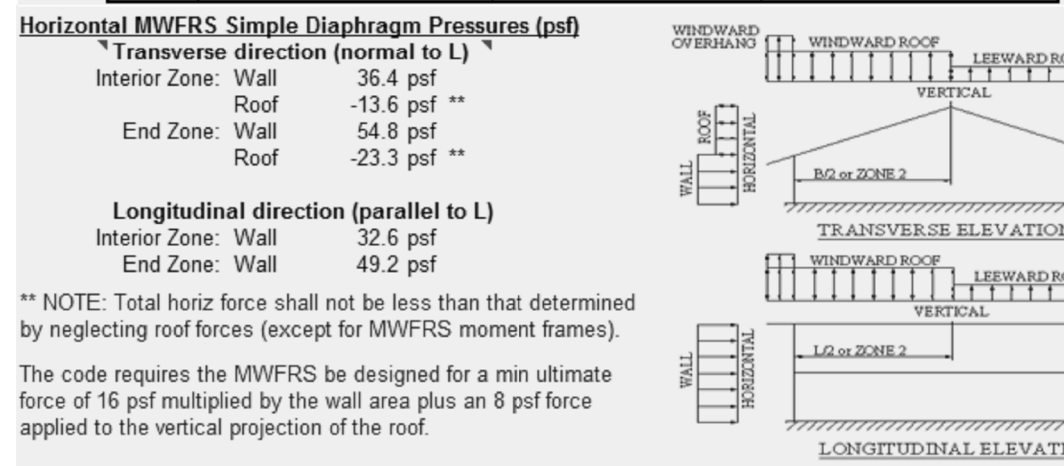 Horizontal MWFRS Simple Diaphragm Pressures (psf)
Transverse direction (normal to L)
Interior Zone: Wall 36.4 psf
Roof -13.6 psf **
End Zone: Wall 54.8 psf
Roof -23.3 psf **
Longitudinal direction (parallel to L)
Interior Zone: Wall 32.6 psf
End Zone: Wall 49.2 psf
** NOTE: Total horiz force shall not be less than that determined
by neglecting roof forces (except for MWFRS moment frames).
The code requires the MWFRS be designed for a min ultimate
force of 16 psf multiplied by the wall area plus an 8 psf force
applied to the vertical projection of the roof.
WINDWARD
OVERHANG
WINDWARD ROOF
LEEWARD RO
VERTICAL
ROOF
WALL
HORIZONTAL
B/2 or ZONE 2
TRANSVERSE ELEVATION
WINDWARD ROOF
LEEWARD RO
VERTICAL
WALL
HORIZONTAL
L/2 or ZONE 2
LONGITUDINAL ELEVATI